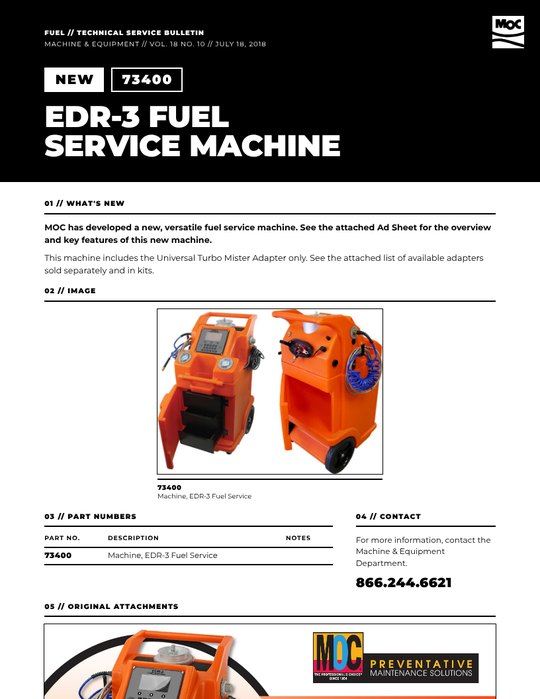 FUEL // TECHNICAL SERVICE BULLETIN
MACHINE & EQUIPMENT // VOL. 18 NO. 10 // JULY 18, 2018
MOC
NEW 73400
EDR-3 FUEL
SERVICE MACHINE
01 // WHAT'S NEW
MOC has developed a new, versatile fuel service machine. See the attached Ad Sheet for the overview
and key features of this new machine.
This machine includes the Universal Turbo Mister Adapter only. See the attached list of available adapters
sold separately and in kits.
02 // IMAGE
73400
Machine, EDR-3 Fuel Service
03 // PART NUMBERS
PART NO. DESCRIPTION NOTES
73400 Machine, EDR-3 Fuel Service
04 // CONTACT
For more information, contact the
Machine & Equipment
Department.
866.244.6621
05 // ORIGINAL ATTACHMENTS
MOC
THE PROFESSIONAL'S CHOICE
SINCE 1954
PREVENTATIVE
MAINTENANCE SOLUTIONS